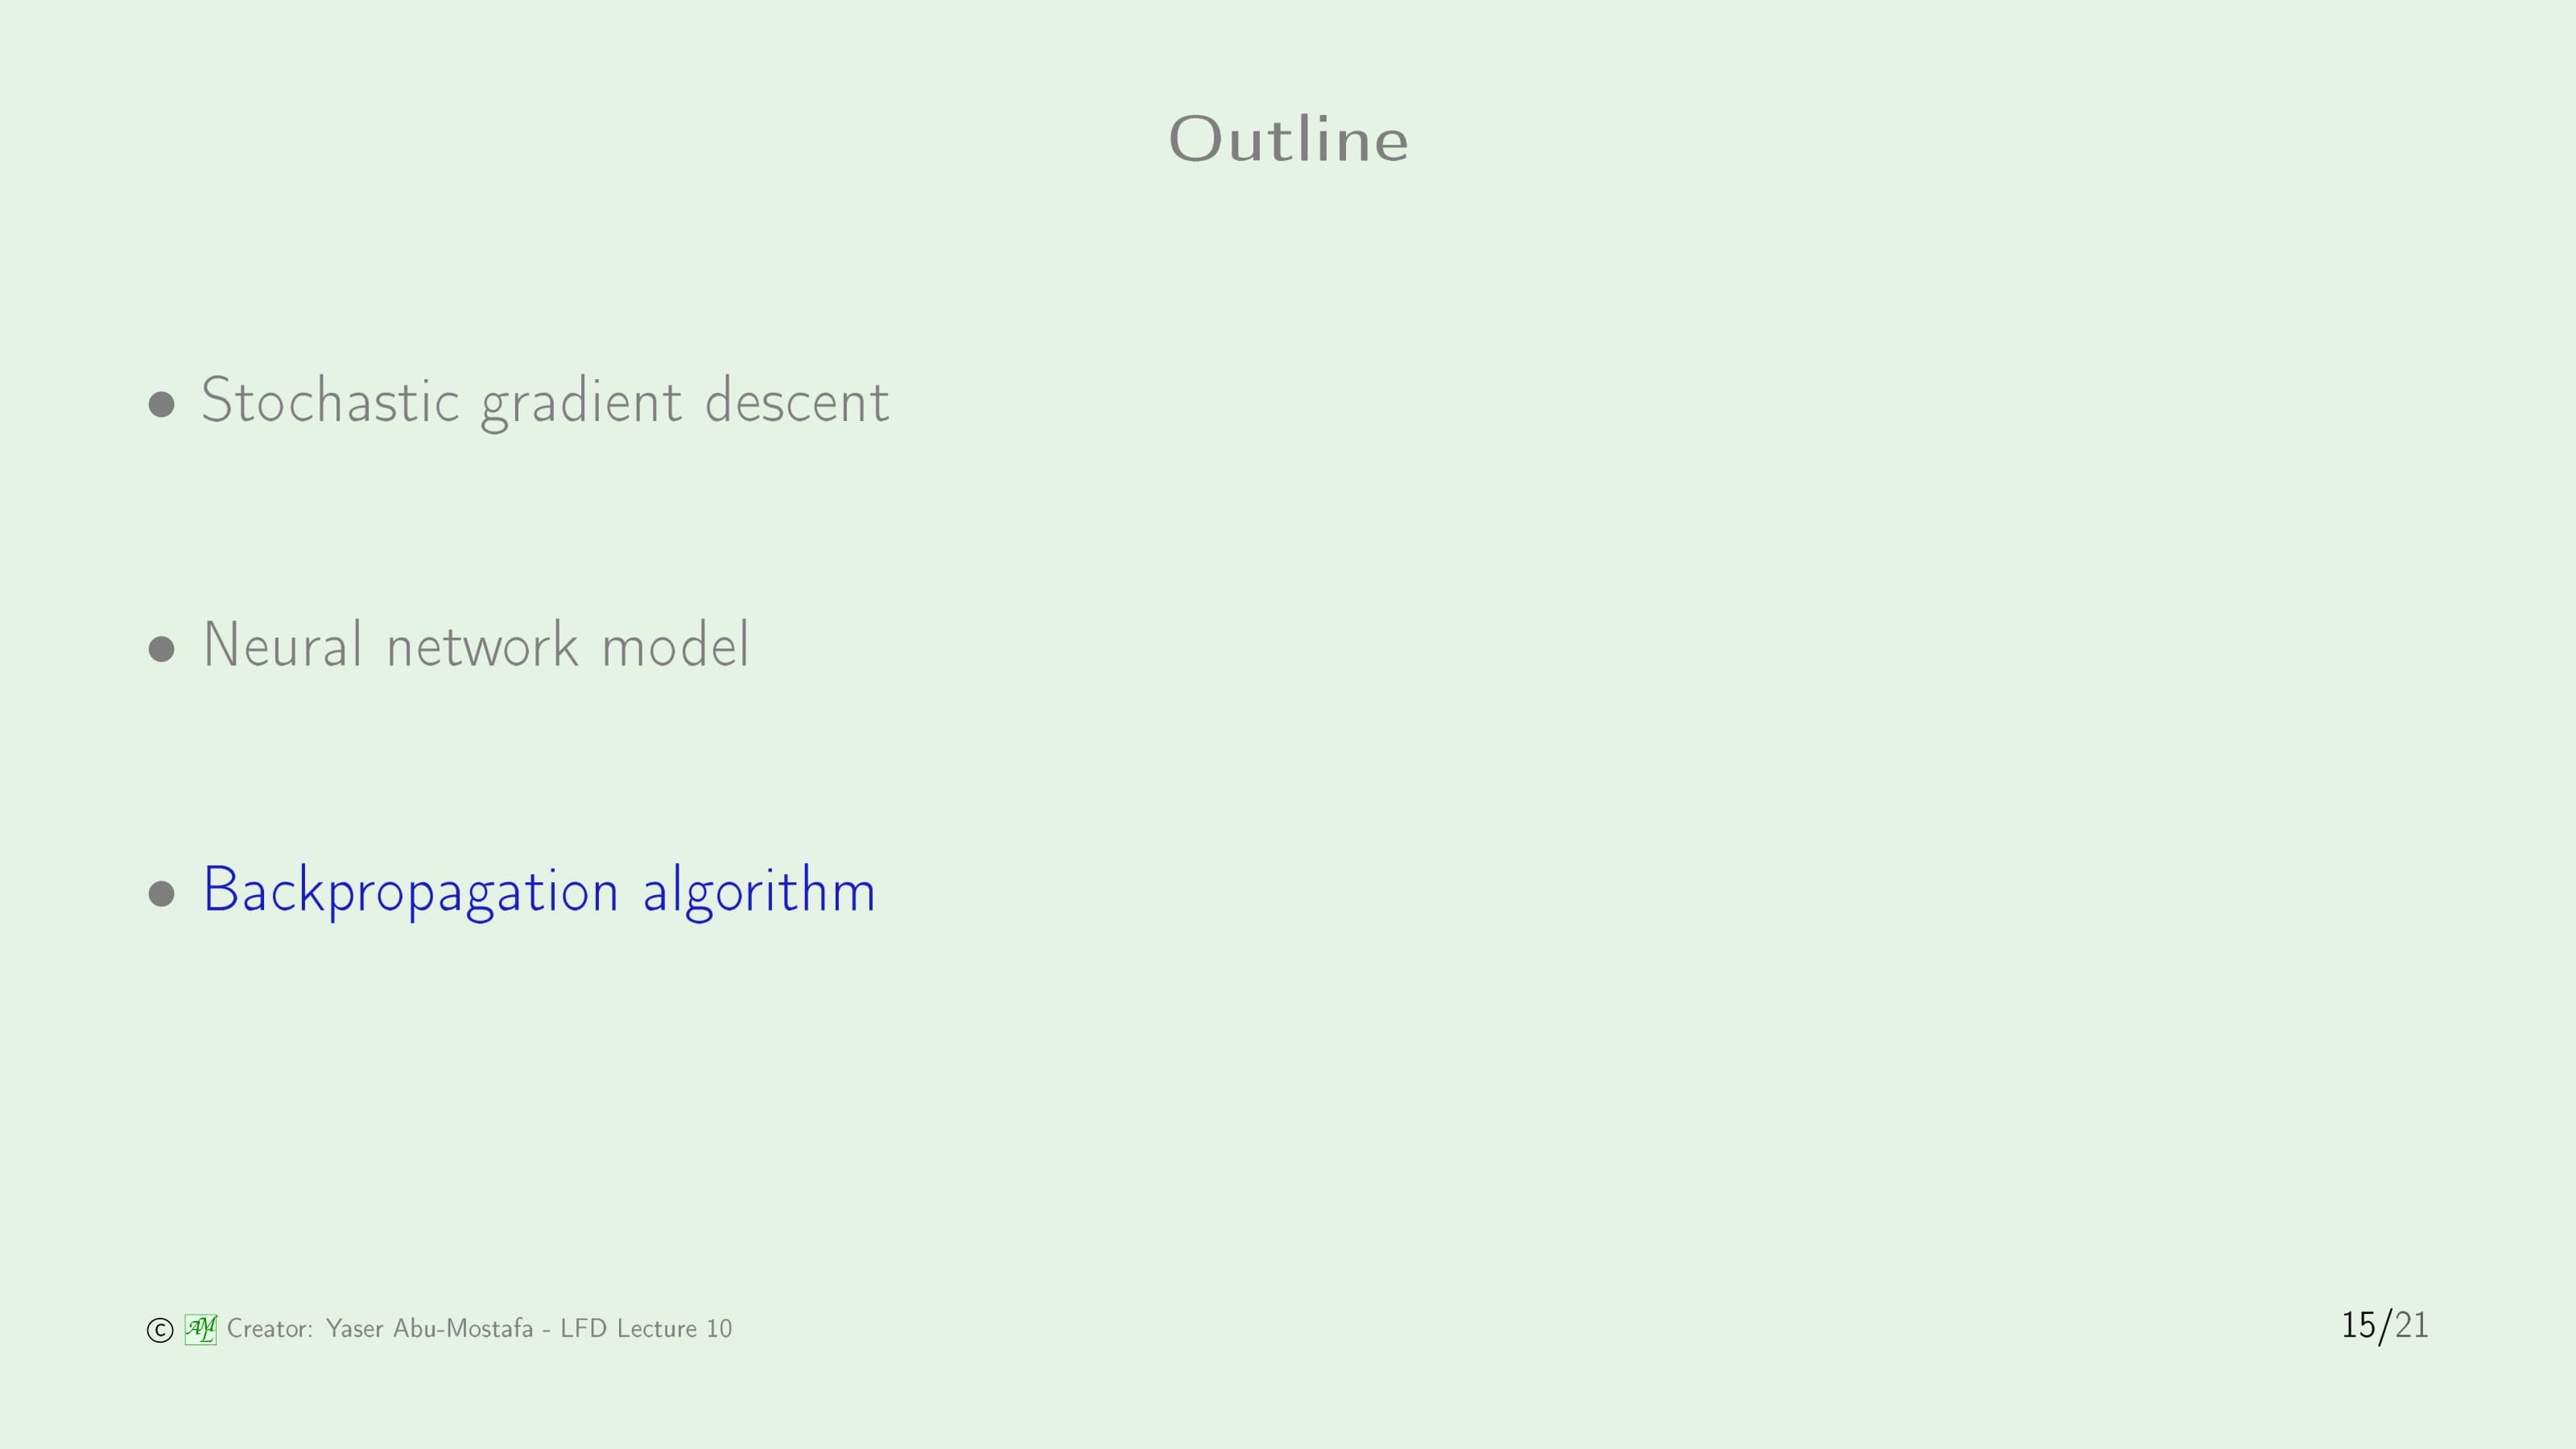 Outline
• Stochastic gradient descent
• Neural network model
• Backpropagation algorithm
© AML Creator: Yaser Abu-Mostafa - LFD Lecture 10
15/21